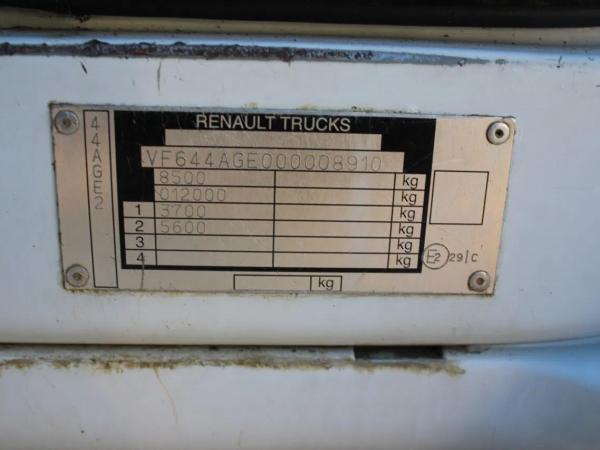 RENAULT TRUCKS
44AGE2
VF644AGE000008910
8500 kg
012000 kg
1 3700 kg
2 5600 kg
3 kg
4 kg
E2 29|C
kg